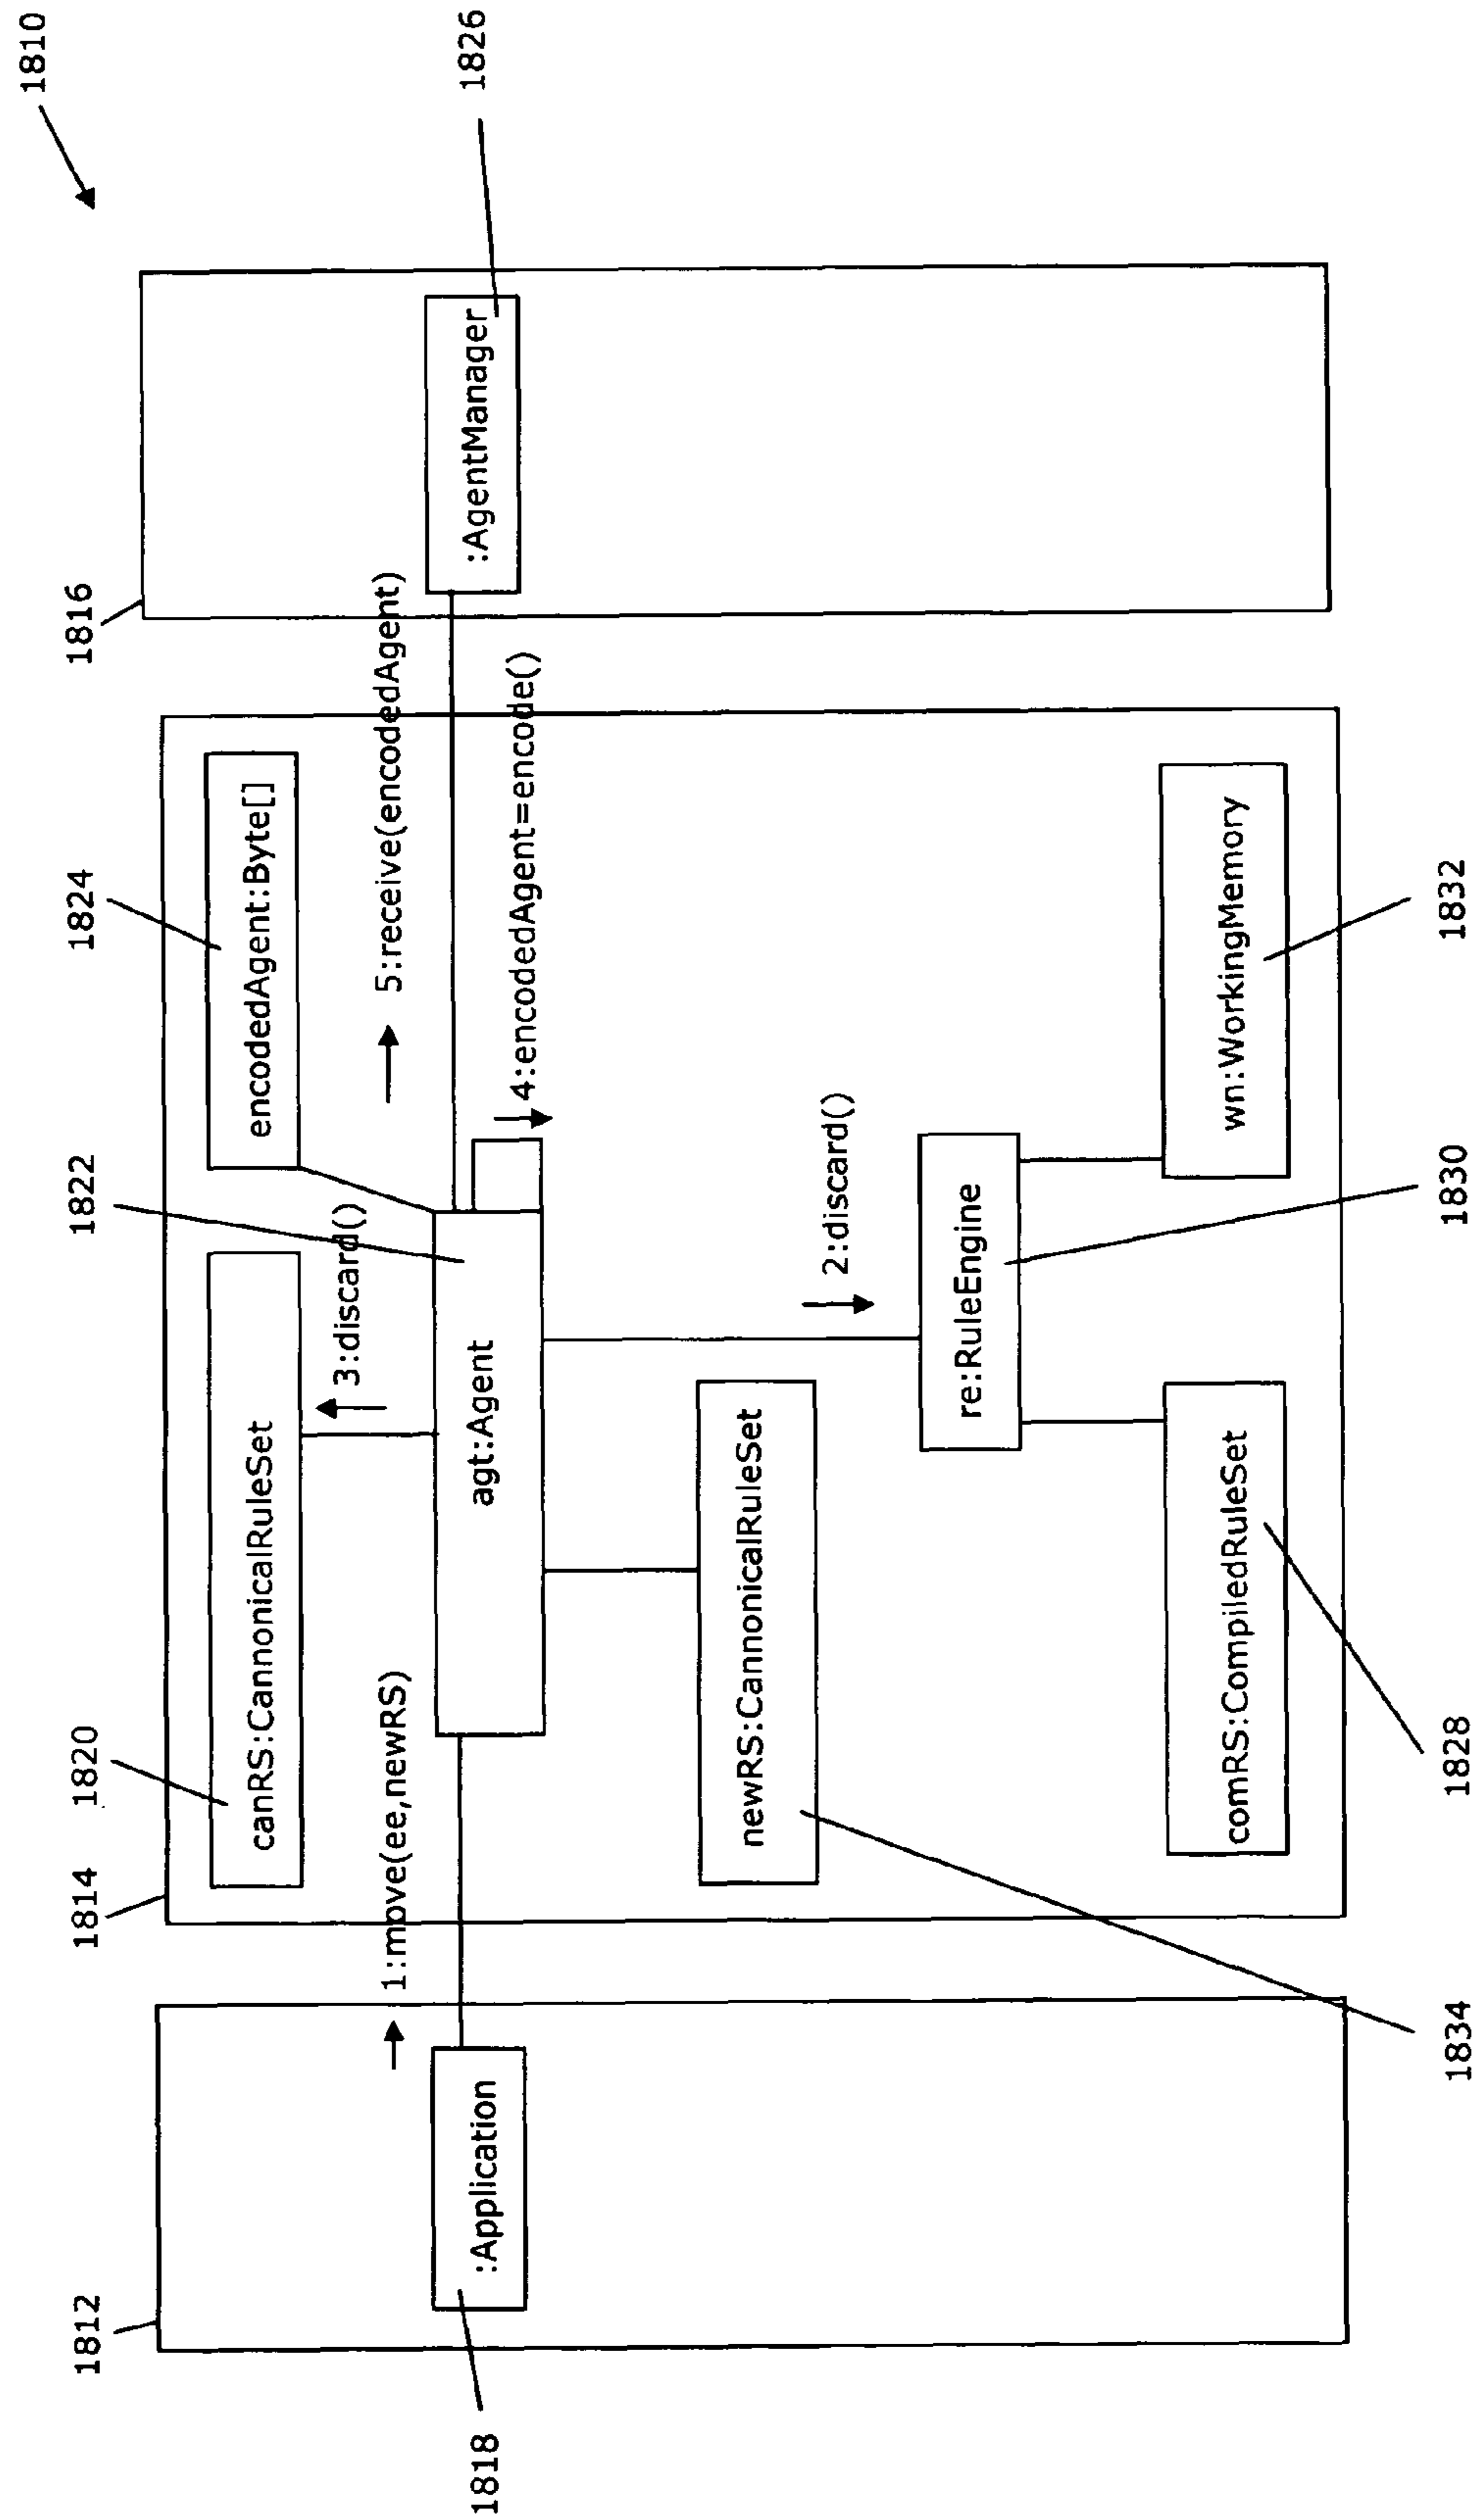 1810
1812
1814
1820
1822
1824
1816
canRS:CannonicalRuleSet
encodedAgent:Byte[]
3:discard()
1:move(ee,newRS)
5:receive(encodedAgent)
1818
:Application
agt:Agent
:AgentManager
1826
4:encodedAgent=encode()
newRS:CannonicalRuleSet
2:discard()
re:RuleEngine
comRS:CompiledRuleSet
wn:WorkingMemory
1834
1828
1830
1832